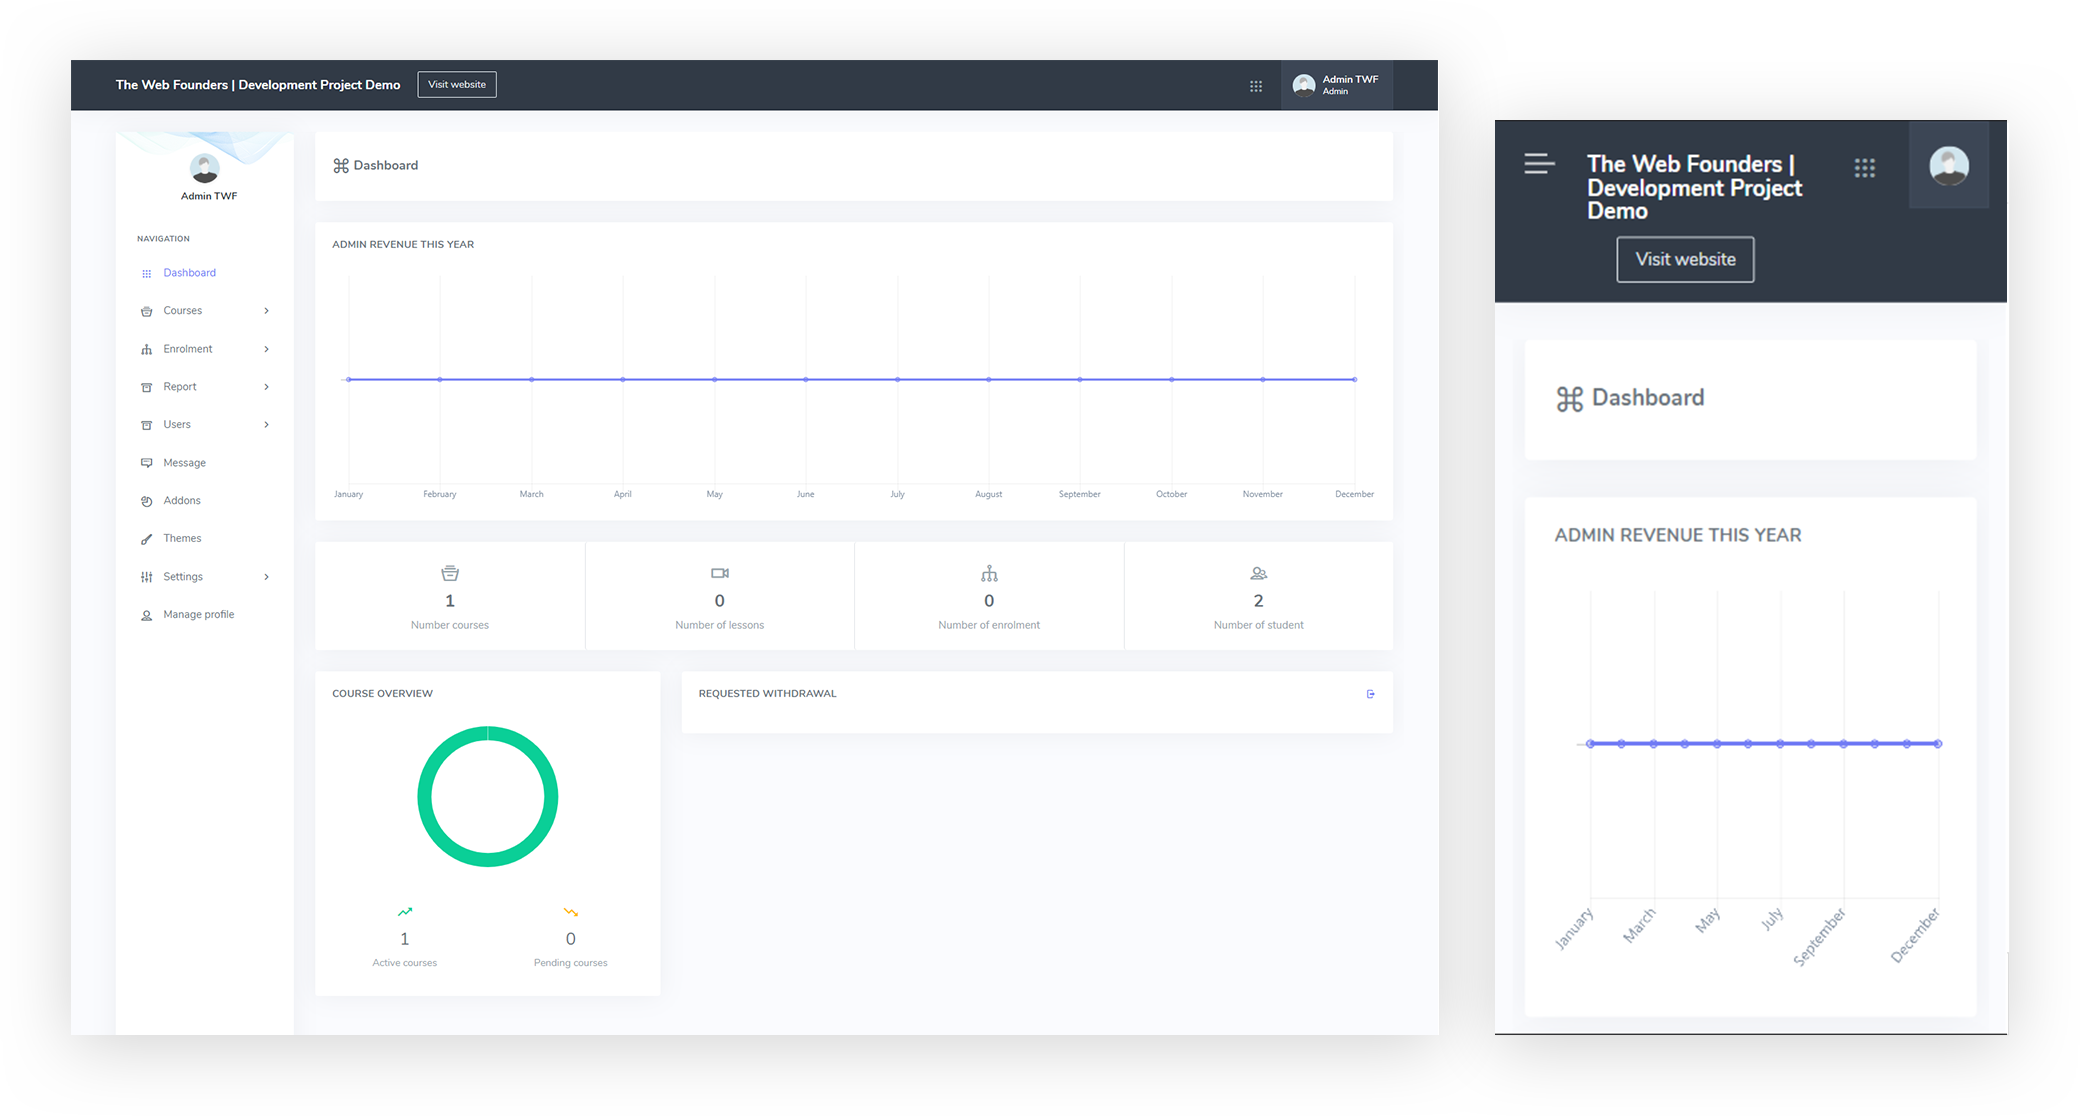 The Web Founders | Development Project Demo
Visit website
Admin TWF
Admin
Admin TWF
NAVIGATION
Dashboard
Courses
Enrolment
Report
Users
Message
Addons
Themes
Settings
Manage profile
Dashboard
ADMIN REVENUE THIS YEAR
January February March April May June July August September October November December
1
Number courses
0
Number of lessons
0
Number of enrolment
2
Number of student
COURSE OVERVIEW
1
Active courses
0
Pending courses
REQUESTED WITHDRAWAL
The Web Founders |
Development Project
Demo
Visit website
Dashboard
ADMIN REVENUE THIS YEAR
January March May July September December